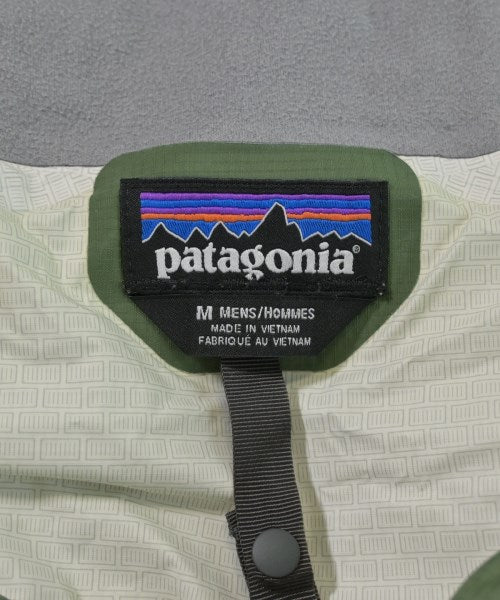 patagonia®
M MENS/HOMMES
MADE IN VIETNAM
FABRIQUÉ AU VIETNAM